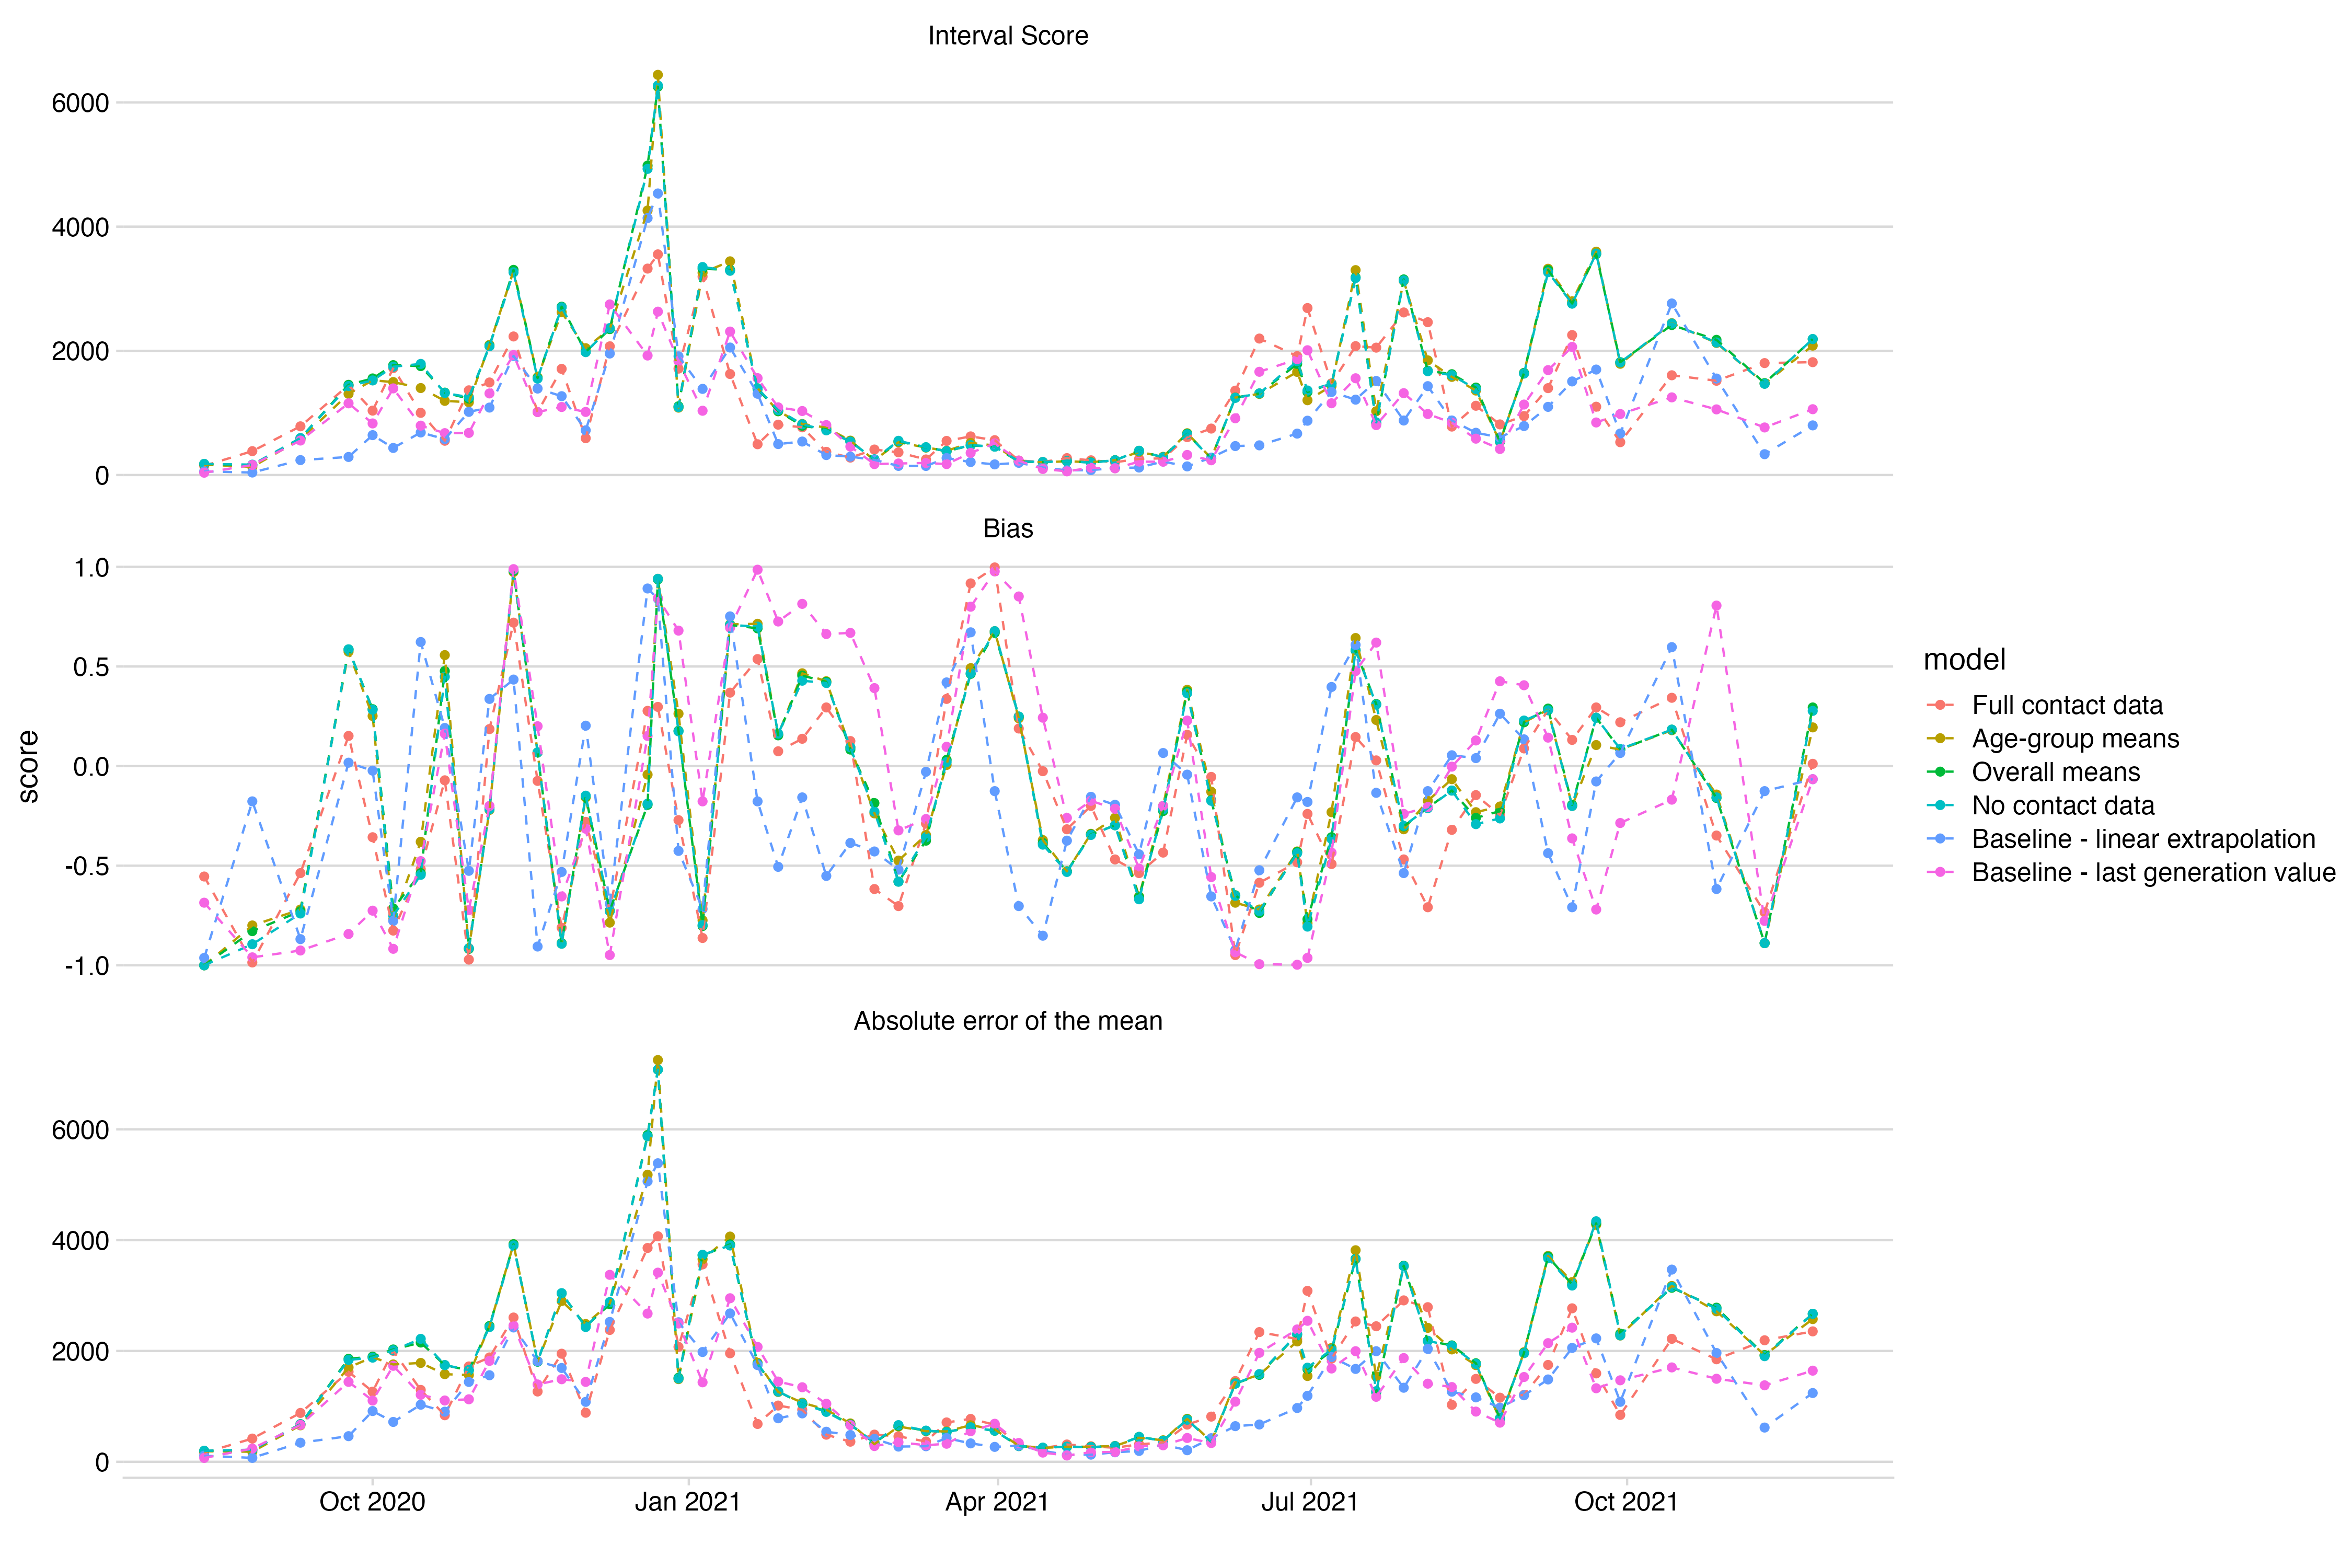 Interval Score
6000
4000
2000
0
Bias
1.0
0.5
0.0
-0.5
-1.0
score
Absolute error of the mean
6000
4000
2000
0
Oct 2020 Jan 2021 Apr 2021 Jul 2021 Oct 2021
model
Full contact data
Age-group means
Overall means
No contact data
Baseline - linear extrapolation
Baseline - last generation value